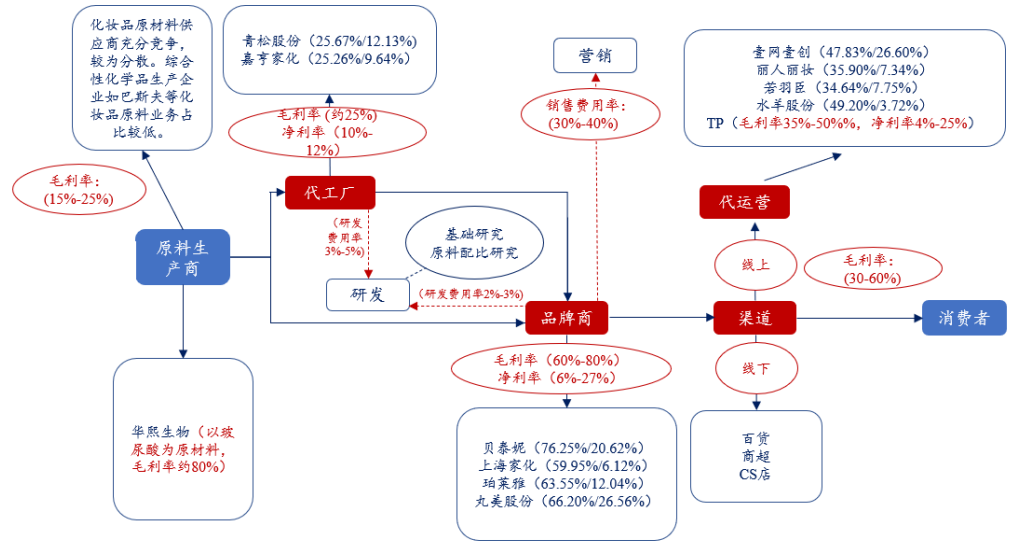 化妆品原材料供
应商充分竞争，
较为分散。综合
性化学品生产企
业如巴斯夫等化
妆品原料业务占
比较低。
青松股份(25.67%/12.13%)
嘉亨家化(25.26%/9.64%)
营销
壹网壹创(47.83%/26.60%)
丽人丽妆(35.90%/7.34%)
若羽臣(34.64%/7.75%)
水羊股份(49.20%/3.72%)
TP（毛利率35%-50%%，净利率4%-25%）
毛利率(约25%)
净利率（10%-
12%）
销售费用率：
(30%-40%)
毛利率：
(15%-25%)
代工厂
代运营
（研发
费用率
3%-5%）
基础研究
原料配比研究
原料生
产商
线上
毛利率：
(30-60%)
研发
（研发费用率2%-3%）
品牌商
渠道
消费者
毛利率（60%-80%）
净利率（6%-27%）
线下
华熙生物（以玻
尿酸为原材料，
毛利率约80%）
贝泰妮（76.25%/20.62%）
上海家化（59.95%/6.12%）
珀莱雅（63.55%/12.04%）
丸美股份（66.20%/26.56%）
百货
商超
CS店